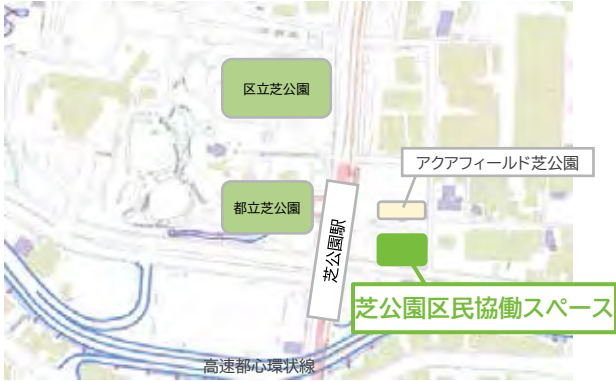 区立芝公園
アクアフィールド芝公園
都立芝公園
芝公園駅
芝公園区民協働スペース
高速都心環状線